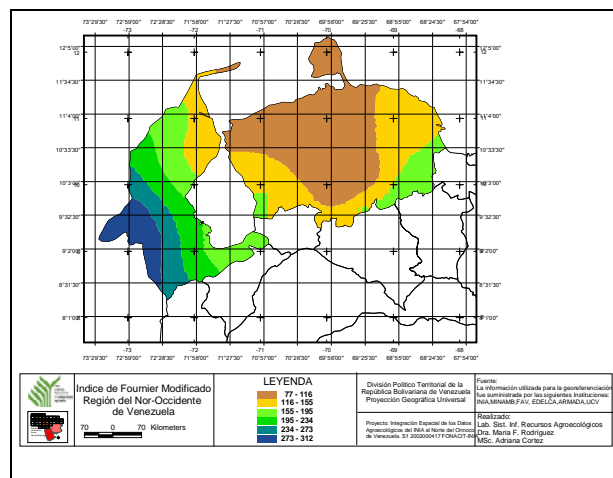 73°29'30" 72°59'00" 72°28'30" 71°58'00" 71°27'30" 70°57'00" 70°26'30" 69°56'00" 69°25'30" 68°55'00" 68°24'30" 67°54'00"
-73 -72 -71 -70 -69 -68
12°5'00" 12 12 12°5'00"
11°34'30" 11°34'30"
11°4'00" 11 11 11°4'00"
10°33'30" 10°33'30"
10°3'00" 10 10 10°3'00"
9°32'30" 9°32'30"
9°2'00" 9 9 9°2'00"
8°31'30" 8°31'30"
8°1'00" 8 8 8°1'00"
-73 -72 -71 -70 -69 -68
73°29'30" 72°59'00" 72°28'30" 71°58'00" 71°27'30" 70°57'00" 70°26'30" 69°56'00" 69°25'30" 68°55'00" 68°24'30" 67°54'00"
Indice de Fournier Modificado
Región del Nor-Occidente
de Venezuela
70 0 70 Kilometers
LEYENDA
77 - 116
116 - 155
155 - 195
195 - 234
234 - 273
273 - 312
División Político Territorial de la
República Bolivariana de Venezuela
Proyección Geográfica Universal
Proyecto: Integración Espacial de los Datos
Agroecológicos del INIA al Norte del Orinoco
de Venezuela. S1 2002000417 FONACIT-INIA
Fuente:
La información utilizada para la georeferenciación
fue suministrada por las siguientes Instituciones:
INIA,MINAMB,FAV, EDELCA,ARMADA,UCV
Realizado:
Lab. Sist. Inf. Recursos Agroecológicos
Dra. Maria F. Rodríguez
MSc. Adriana Cortez